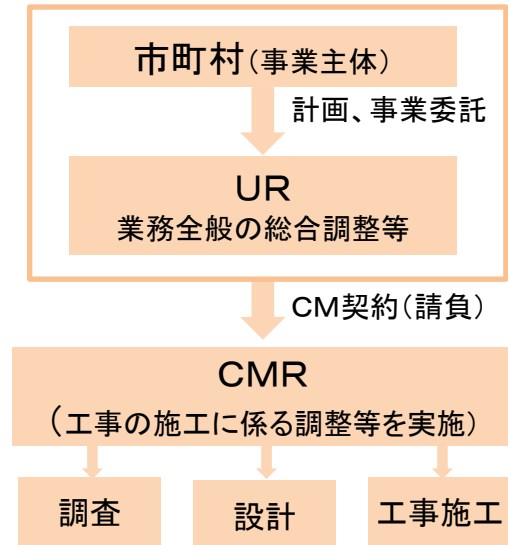 市町村(事業主体)
計画、事業委託
UR
業務全般の総合調整等
CM契約(請負)
CMR
(工事の施工に係る調整等を実施)
調査
設計
工事施工